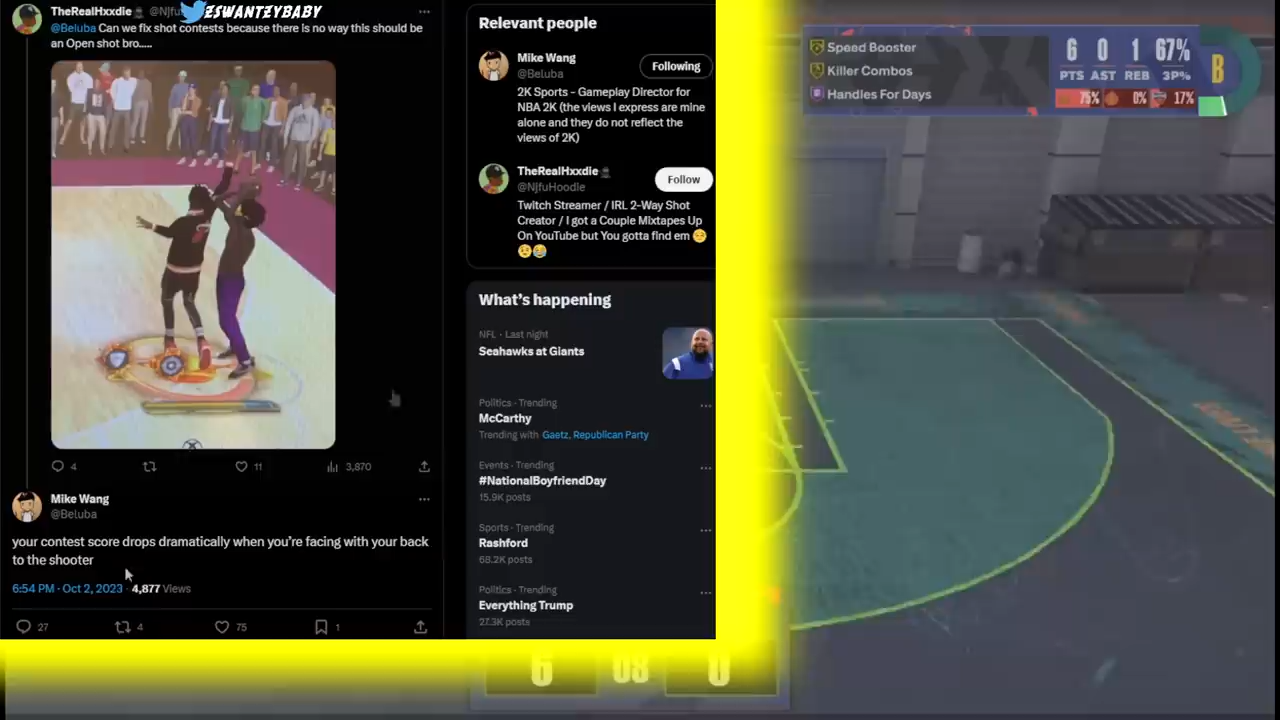 TheRealHxxdie @Njfu
ZSWANTZYBABY
@Beluba Can we fix shot contests because there is no way this should be
an Open shot bro.....
4 11 3,870
Mike Wang
@Beluba
your contest score drops dramatically when you’re facing with your back
to the shooter
6:54 PM · Oct 2, 2023 · 4,877 Views
27 4 75 1
Relevant people
Mike Wang
@Beluba
Following
2K Sports - Gameplay Director for
NBA 2K (the views I express are mine
alone and they do not reflect the
views of 2K)
TheRealHxxdie
@NjfuHoodie
Follow
Twitch Streamer / IRL 2-Way Shot
Creator / I got a Couple Mixtapes Up
On YouTube but You gotta find em
What’s happening
NFL · Last night
Seahawks at Giants
Politics · Trending
McCarthy
Trending with Gaetz, Republican Party
Events · Trending
#NationalBoyfriendDay
15.9K posts
Sports · Trending
Rashford
68.2K posts
Politics · Trending
Everything Trump
27.3K posts
Speed Booster
Killer Combos
Handles For Days
6 0 1 67%
PTS AST REB 3P%
75% 0% 17%
B
6 08 0